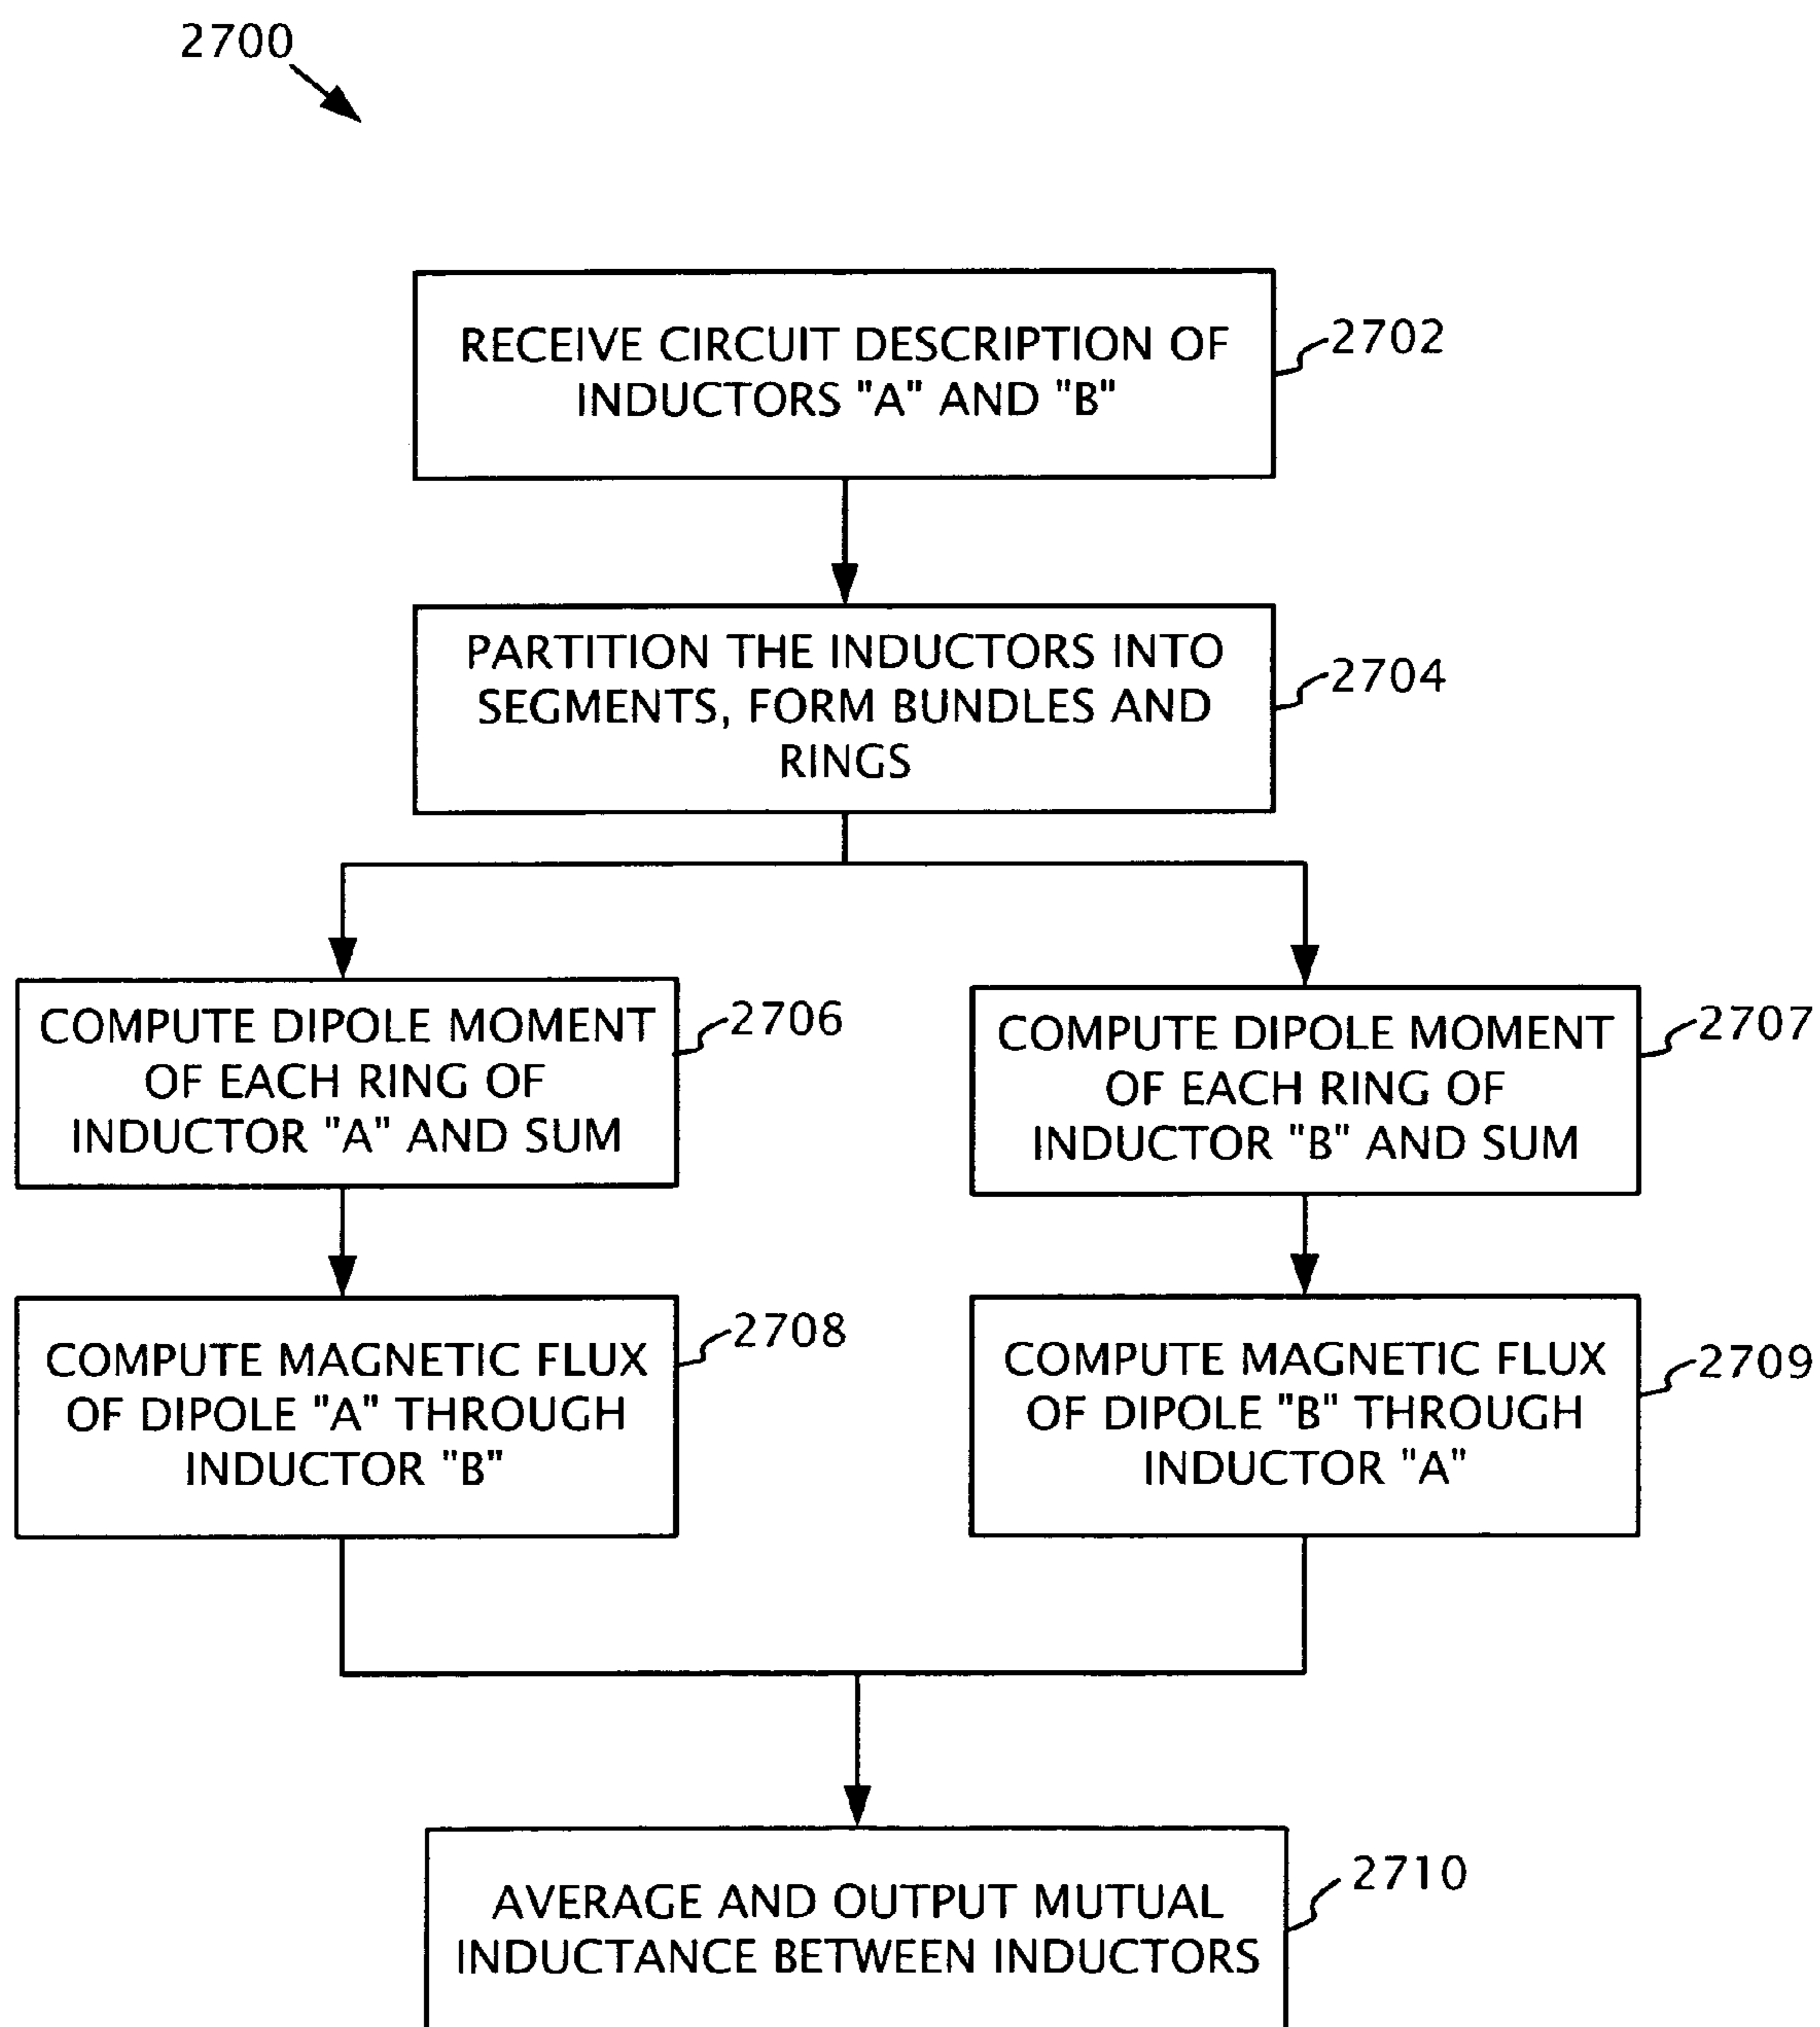 2700
RECEIVE CIRCUIT DESCRIPTION OF
INDUCTORS "A" AND "B"
2702
PARTITION THE INDUCTORS INTO
SEGMENTS, FORM BUNDLES AND
RINGS
2704
COMPUTE DIPOLE MOMENT
OF EACH RING OF
INDUCTOR "A" AND SUM
2706
COMPUTE DIPOLE MOMENT
OF EACH RING OF
INDUCTOR "B" AND SUM
2707
COMPUTE MAGNETIC FLUX
OF DIPOLE "A" THROUGH
INDUCTOR "B"
2708
COMPUTE MAGNETIC FLUX
OF DIPOLE "B" THROUGH
INDUCTOR "A"
2709
AVERAGE AND OUTPUT MUTUAL
INDUCTANCE BETWEEN INDUCTORS
2710